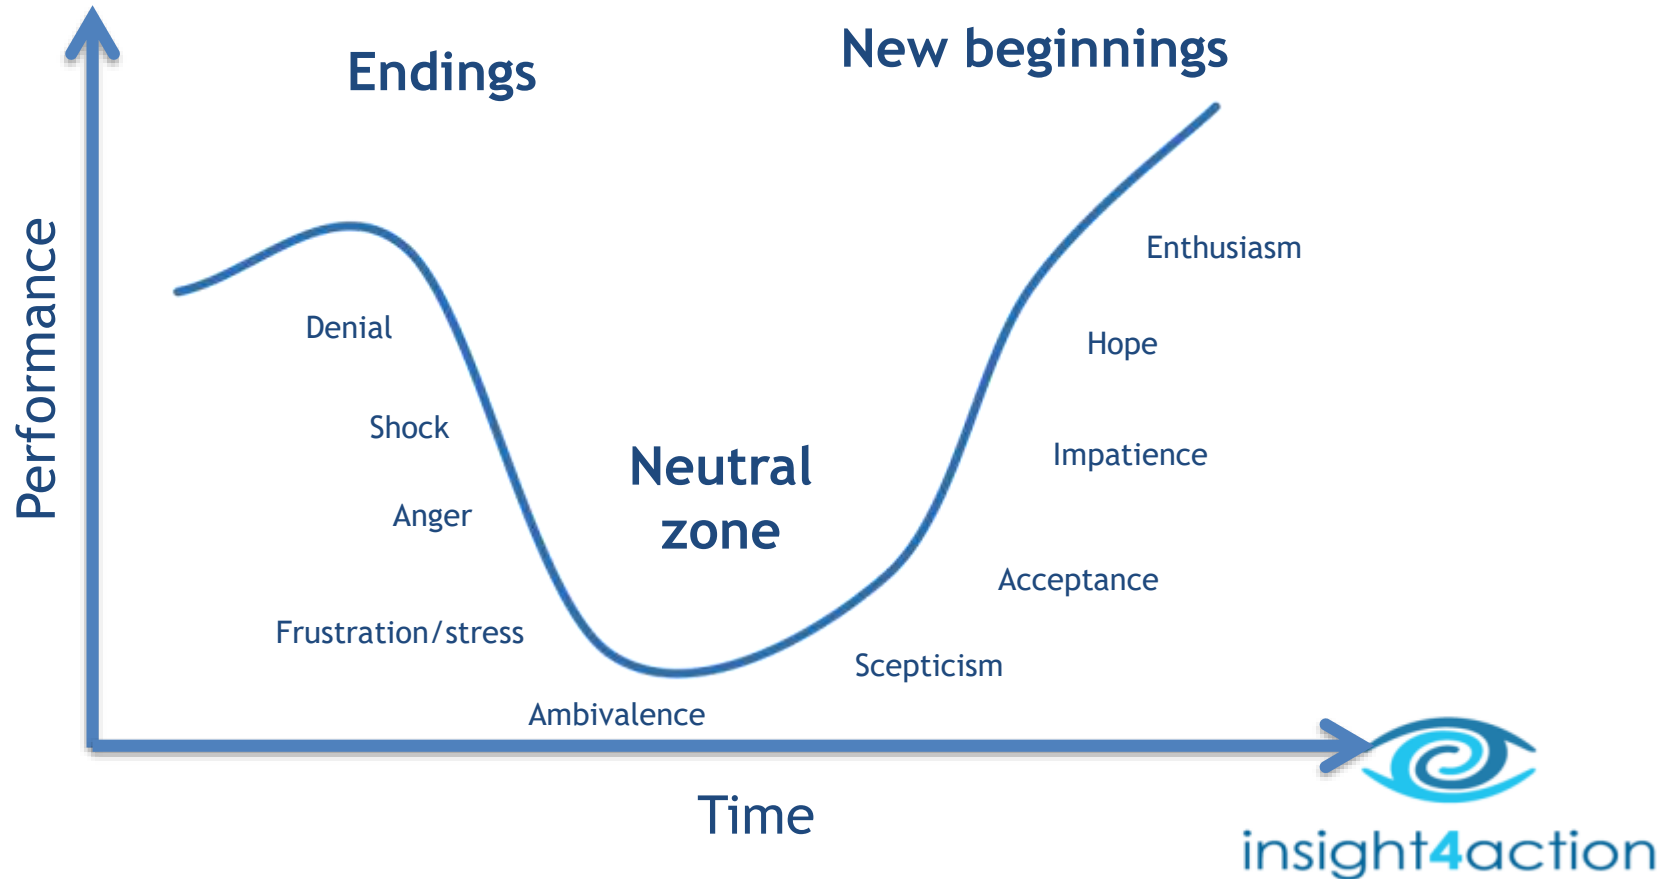 Endings
New beginnings
Performance
Denial
Shock
Anger
Frustration/stress
Ambivalence
Neutral
zone
Scepticism
Acceptance
Impatience
Hope
Enthusiasm
Time
insight4action